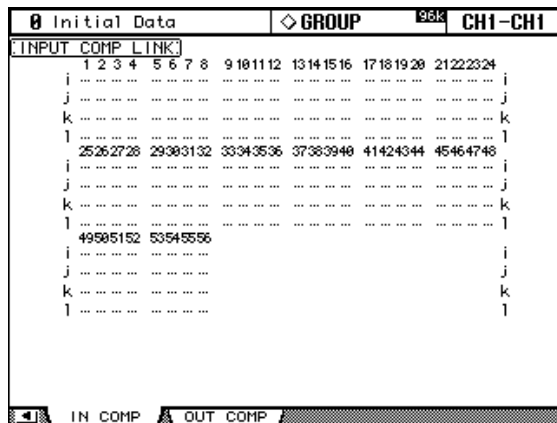 0 Initial Data ◇GROUP 96k CH1-CH1
INPUT COMP LINK
1 2 3 4 5 6 7 8 9 10 11 12 13 14 15 16 17 18 19 20 21 22 23 24
i i
j j
k k
l l
25 26 27 28 29 30 31 32 33 34 35 36 37 38 39 40 41 42 43 44 45 46 47 48
i i
j j
k k
l l
49 50 51 52 53 54 55 56
i i
j j
k k
l l
IN COMP OUT COMP